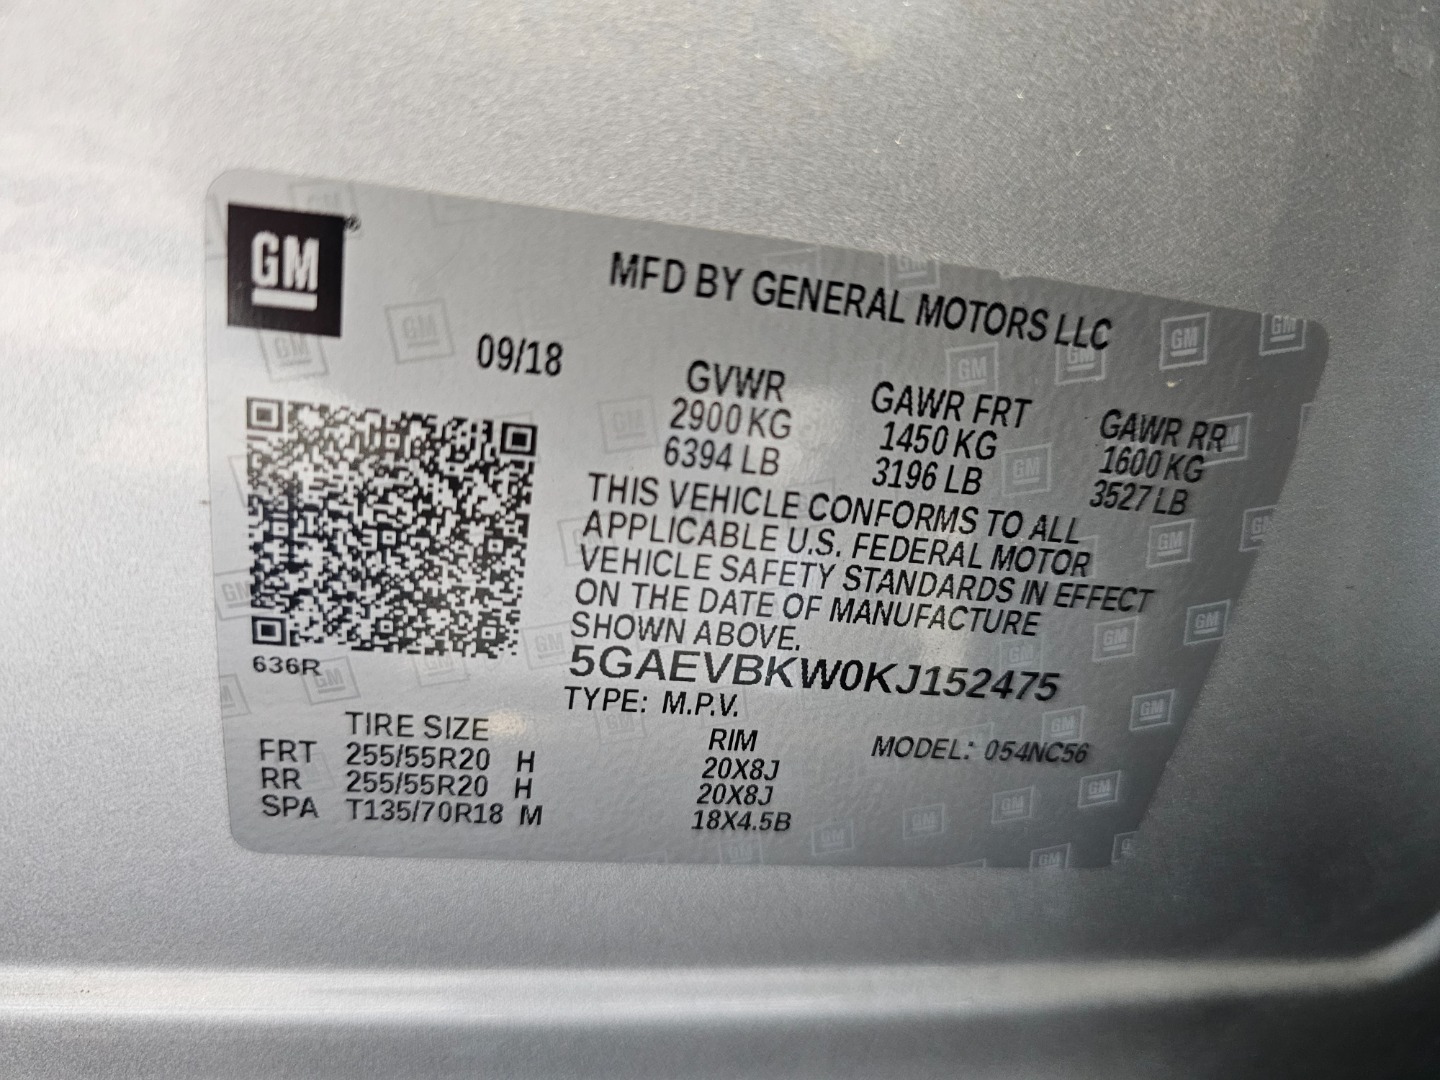 GM®
MFD BY GENERAL MOTORS LLC
09/18
GVWR GAWR FRT GAWR RR
2900 KG 1450 KG 1600 KG
6394 LB 3196 LB 3527 LB
THIS VEHICLE CONFORMS TO ALL
APPLICABLE U.S. FEDERAL MOTOR
VEHICLE SAFETY STANDARDS IN EFFECT
ON THE DATE OF MANUFACTURE
SHOWN ABOVE.
636R
5GAEVBKW0KJ152475
TYPE: M.P.V.
TIRE SIZE RIM MODEL: 054NC56
FRT 255/55R20 H 20X8J
RR 255/55R20 H 20X8J
SPA T135/70R18 M 18X4.5B